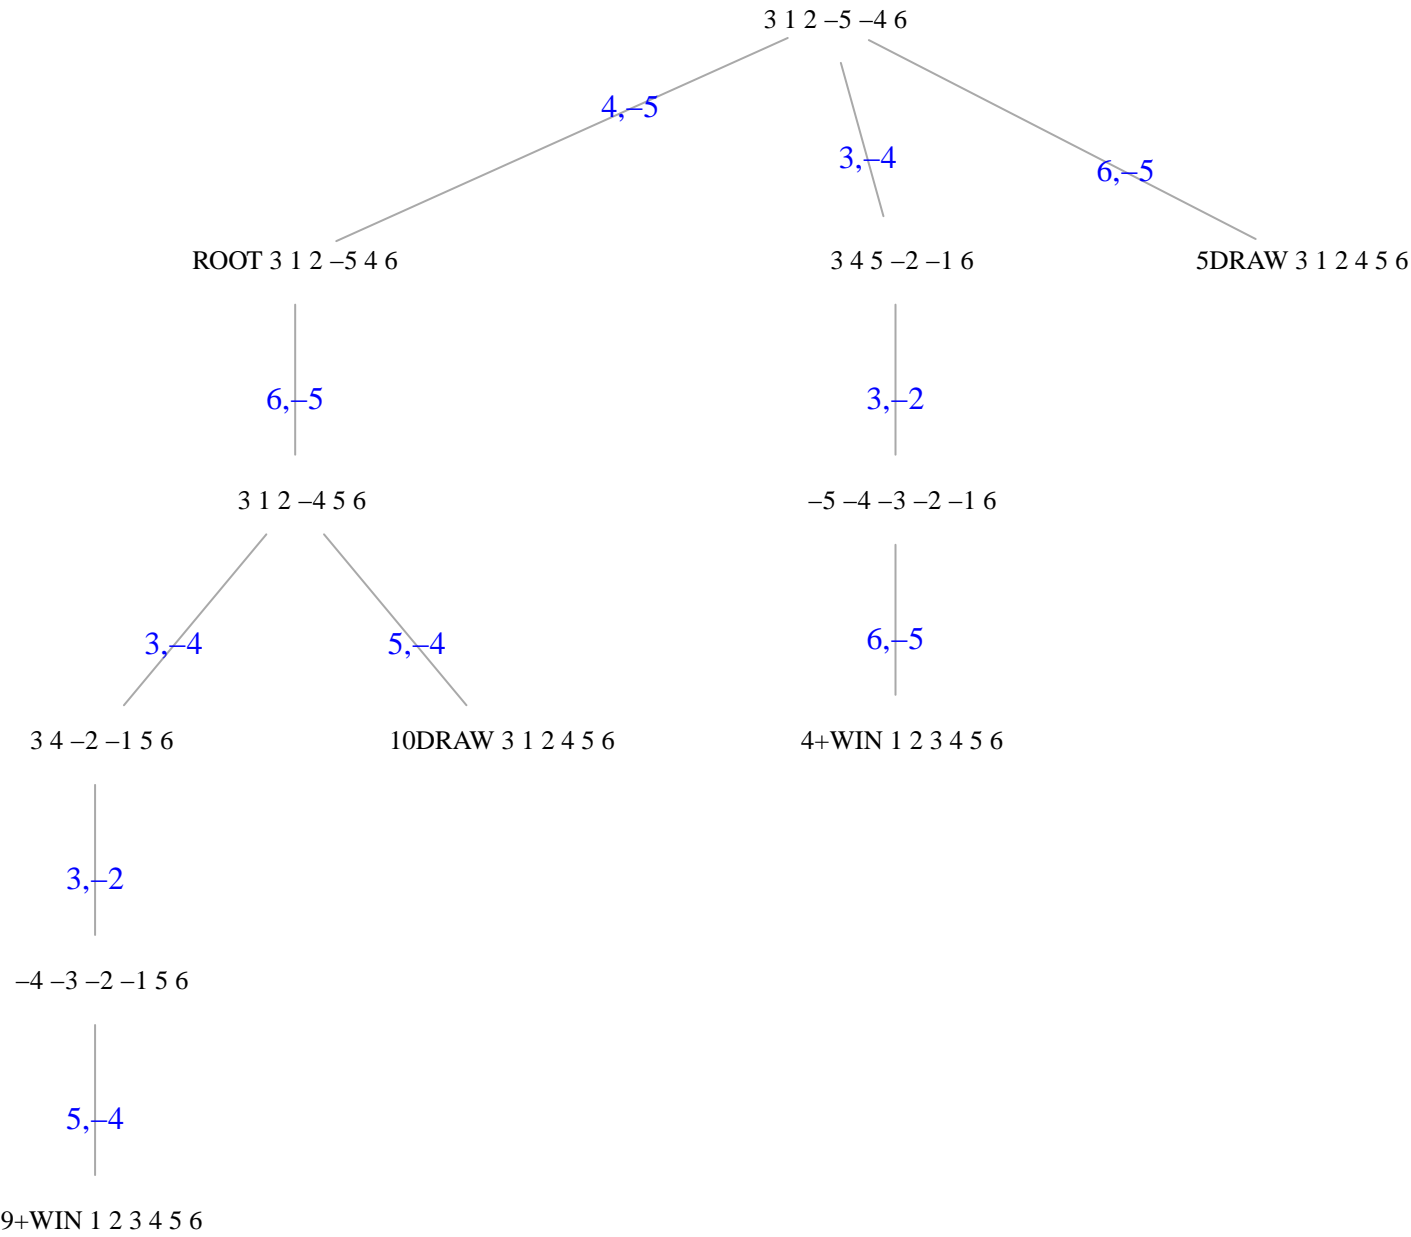 3 1 2 –5 –4 6
4,–5
3,–4
6,–5
ROOT 3 1 2 –5 4 6
3 4 5 –2 –1 6
5DRAW 3 1 2 4 5 6
6,–5
3,–2
3 1 2 –4 5 6
–5 –4 –3 –2 –1 6
3,–4
5,–4
6,–5
3 4 –2 –1 5 6
10DRAW 3 1 2 4 5 6
4+WIN 1 2 3 4 5 6
3,–2
–4 –3 –2 –1 5 6
5,–4
9+WIN 1 2 3 4 5 6